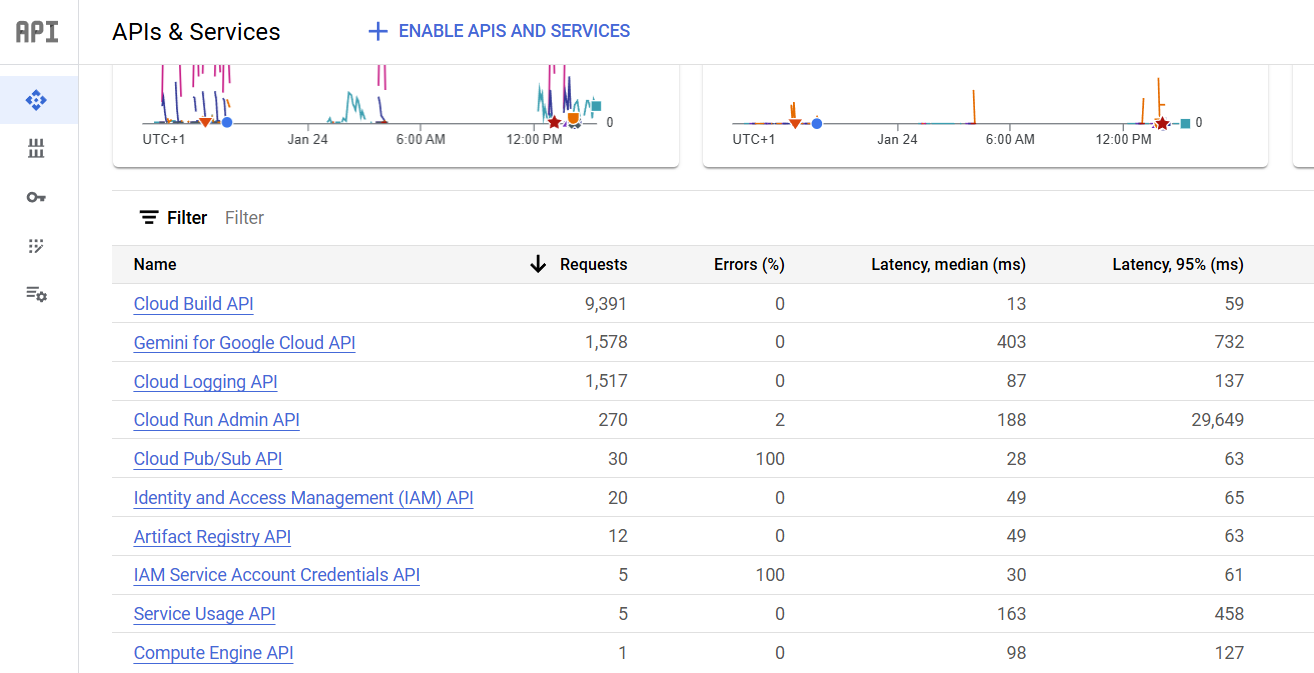 API APIs & Services + ENABLE APIS AND SERVICES
0 0
UTC+1 Jan 24 6:00 AM 12:00 PM UTC+1 Jan 24 6:00 AM 12:00 PM
Filter Filter
Name Requests Errors (%) Latency, median (ms) Latency, 95% (ms)
Cloud Build API 9,391 0 13 59
Gemini for Google Cloud API 1,578 0 403 732
Cloud Logging API 1,517 0 87 137
Cloud Run Admin API 270 2 188 29,649
Cloud Pub/Sub API 30 100 28 63
Identity and Access Management (IAM) API 20 0 49 65
Artifact Registry API 12 0 49 63
IAM Service Account Credentials API 5 100 30 61
Service Usage API 5 0 163 458
Compute Engine API 1 0 98 127